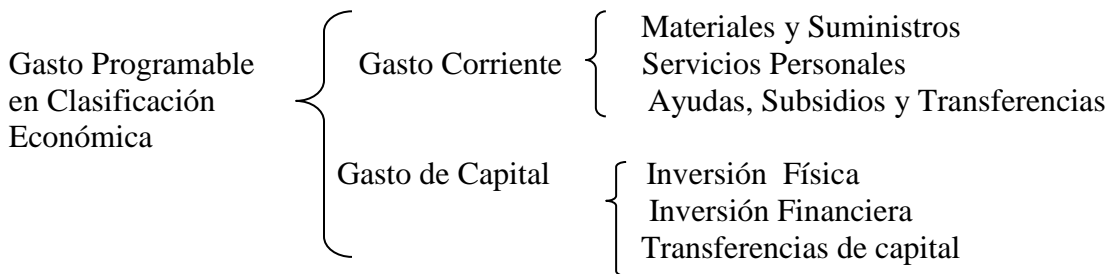 Gasto Programable
en Clasificación
Económica
Gasto Corriente
Materiales y Suministros
Servicios Personales
Ayudas, Subsidios y Transferencias
Gasto de Capital
Inversión Física
Inversión Financiera
Transferencias de capital